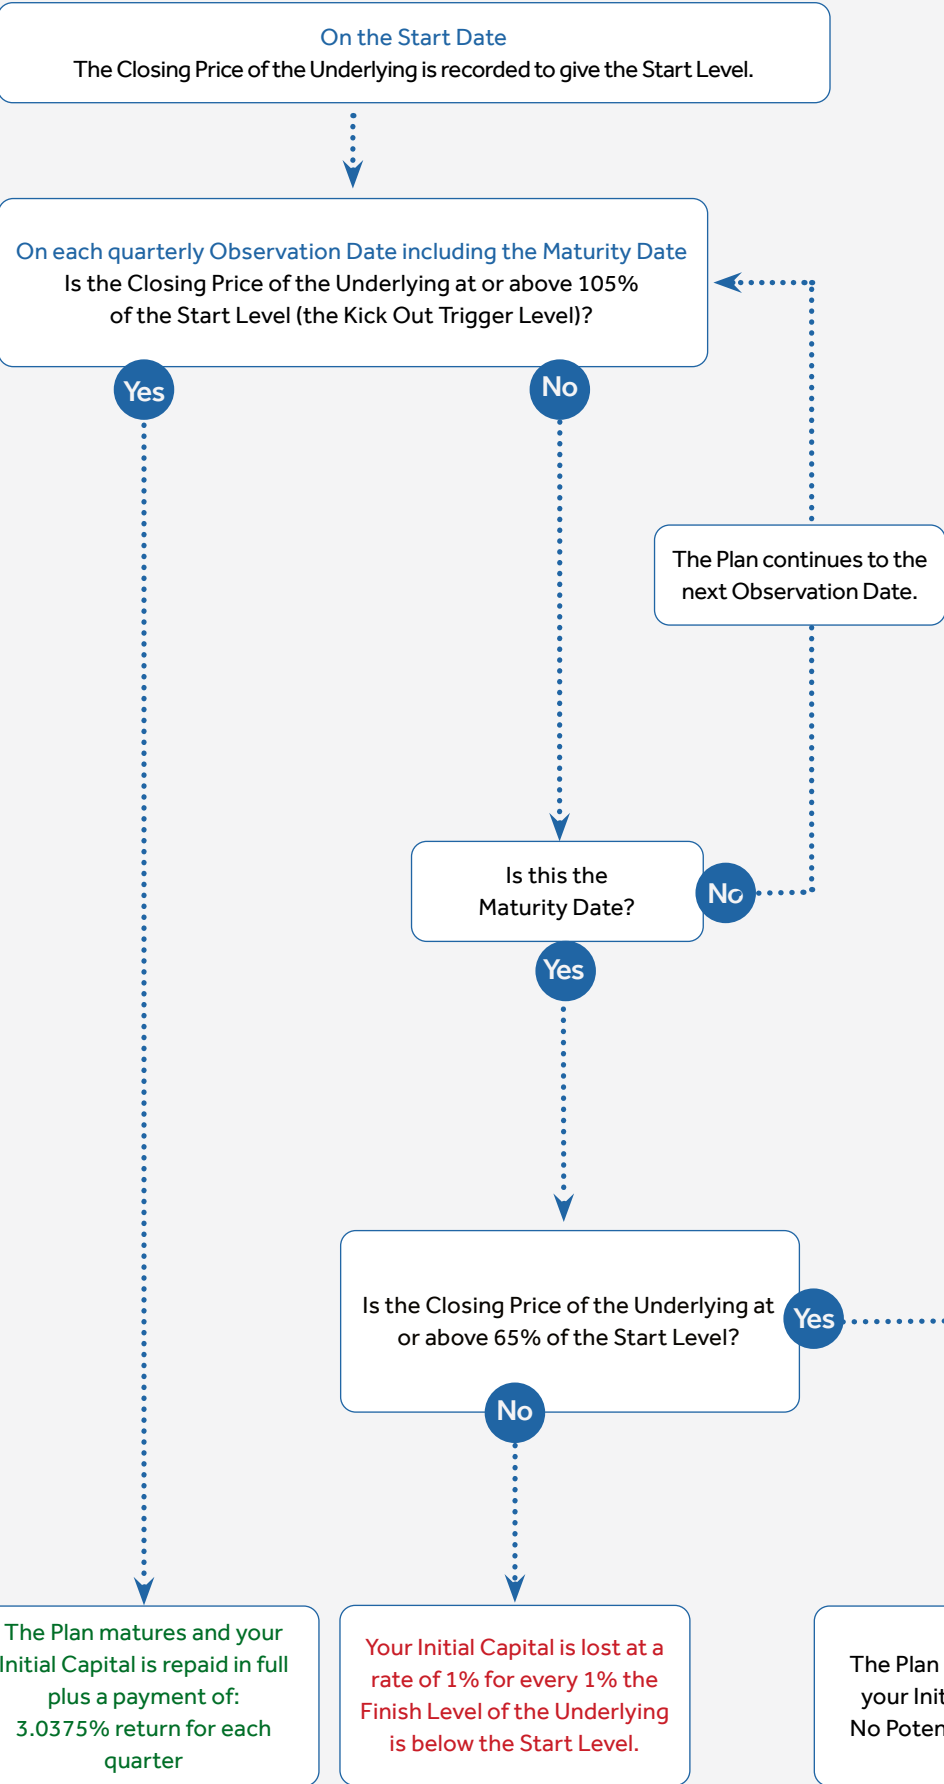 On the Start Date
The Closing Price of the Underlying is recorded to give the Start Level.
On each quarterly Observation Date including the Maturity Date
Is the Closing Price of the Underlying at or above 105%
of the Start Level (the Kick Out Trigger Level)?
Yes
No
The Plan continues to the
next Observation Date.
Is this the
Maturity Date?
No
Yes
Is the Closing Price of the Underlying at
or above 65% of the Start Level?
Yes
No
The Plan matures and your
Initial Capital is repaid in full
plus a payment of:
3.0375% return for each
quarter
Your Initial Capital is lost at a
rate of 1% for every 1% the
Finish Level of the Underlying
is below the Start Level.
The Plan
your
No